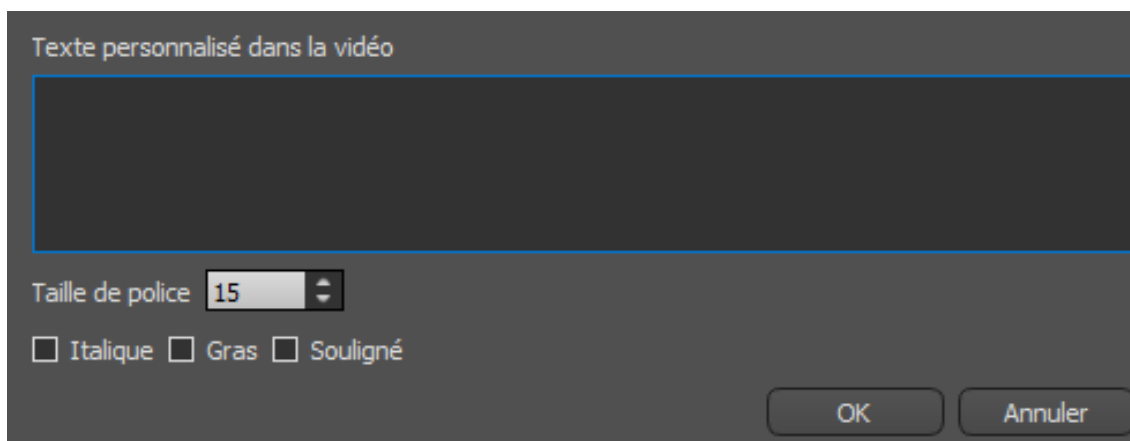 Texte personnalisé dans la vidéo
Taille de police 15
Italique Gras Souligné
OK Annuler